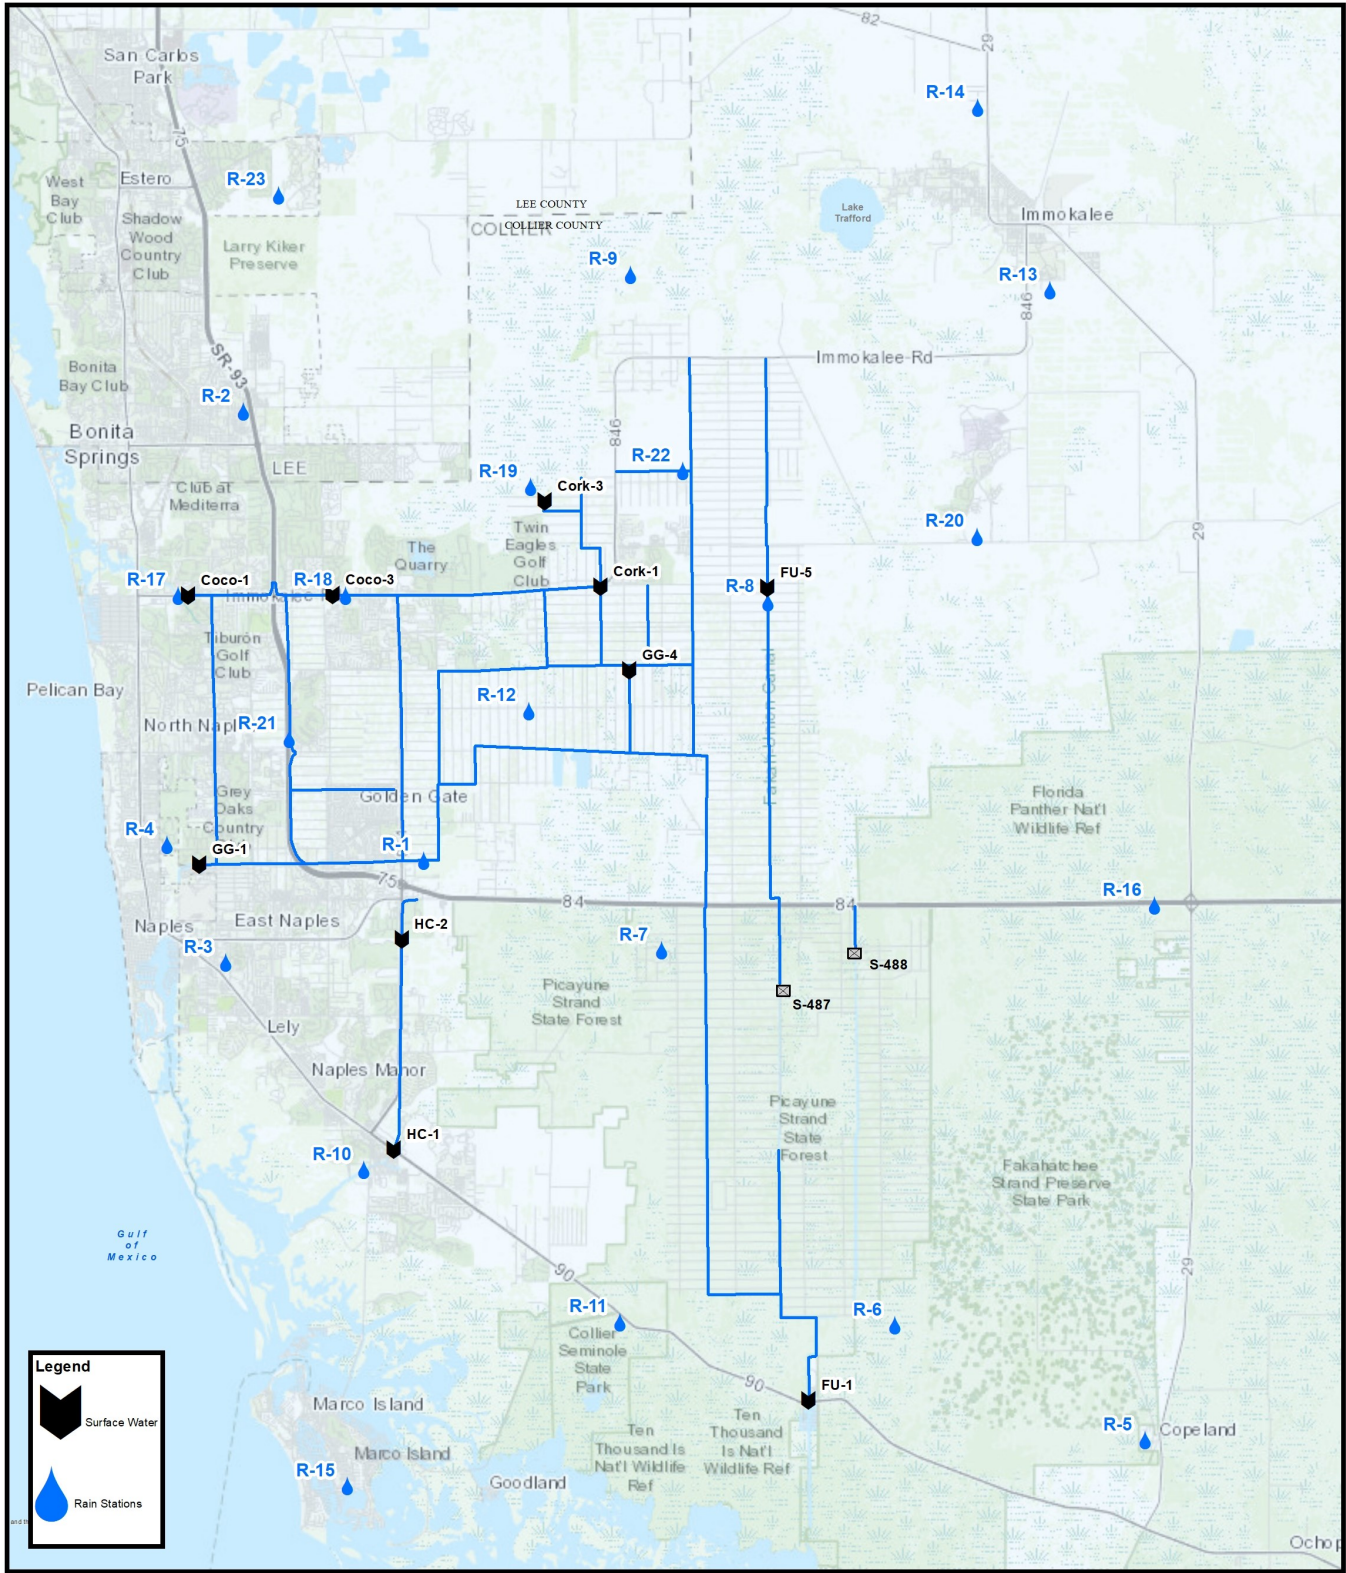 82
29
San Carlos
Park
R-14
75
Estero
R-23
West
Bay
Club
Shadow
Wood
Country
Club
LEE COUNTY
COLLIER
COLLIER COUNTY
Lake
Trafford
Immokalee
Larry Kiker
Preserve
R-9
R-13
846
SR-93
Immokalee Rd
Bonita
Bay Club
R-2
Bonita
Springs
846
LEE
R-22
R-19
Cork-3
Club at
Mediterra
Twin
Eagles
Golf
Club
R-20
29
The
Quarry
R-17
Coco-1
R-18
Coco-3
Cork-1
FU-5
R-8
Immokalee
Tiburón
Golf
Club
GG-4
Faka Union Canal
Pelican Bay
R-12
North Napl
R-21
Grey
Oaks
Country
Golden Gate
Florida
Panther Nat'l
Wildlife Ref
R-4
GG-1
R-1
75
84
84
R-16
Naples
East Naples
HC-2
R-3
R-7
S-488
Picayune
Strand
State Forest
S-487
Lely
Naples Manor
Picayune
Strand
State
Forest
HC-1
R-10
Fakahatchee
Strand Preserve
State Park
Gulf
of
Mexico
90
29
R-11
R-6
Collier
Seminole
State
Park
90
FU-1
Legend
Surface Water
Rain Stations
Marco Island
Marco Island
R-15
Goodland
Ten
Thousand Is
Nat'l Wildlife
Ref
Ten
Thousand
Is Nat'l
Wildlife Ref
R-5
Copeland
and th
Ochop